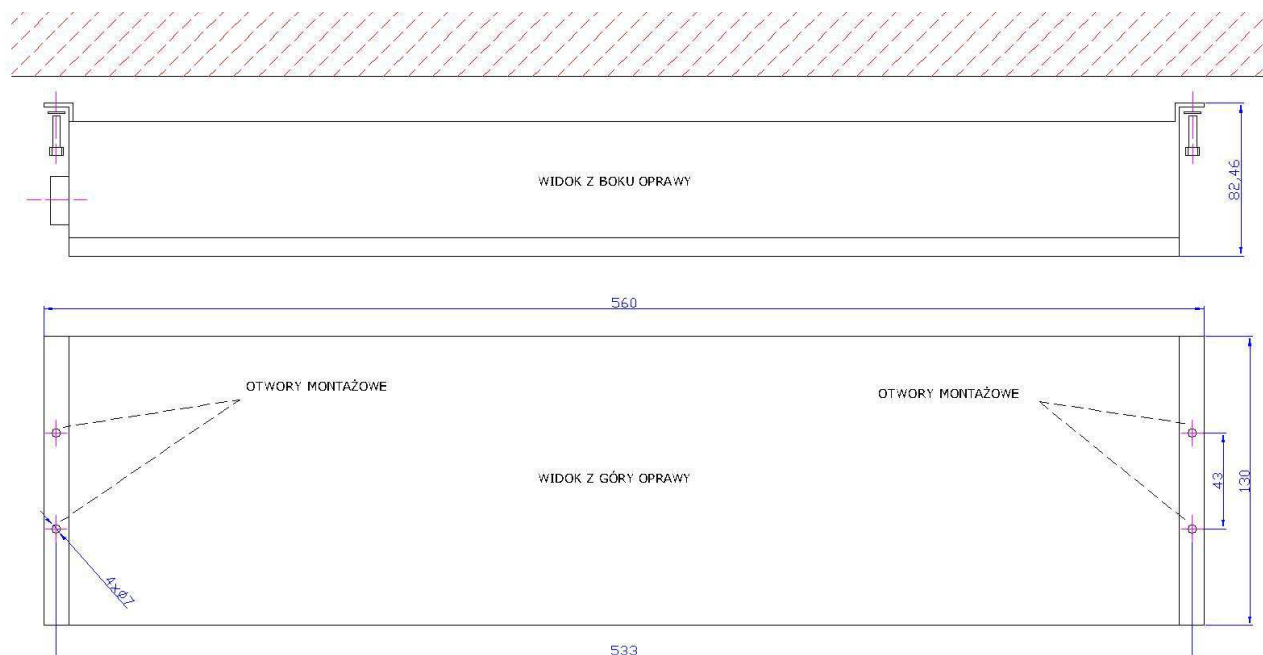 WIDOK Z BOKU OPRAWY
82,46
560
OTWORY MONTAŻOWE
OTWORY MONTAŻOWE
WIDOK Z GÓRY OPRAWY
43
130
4xø7
533